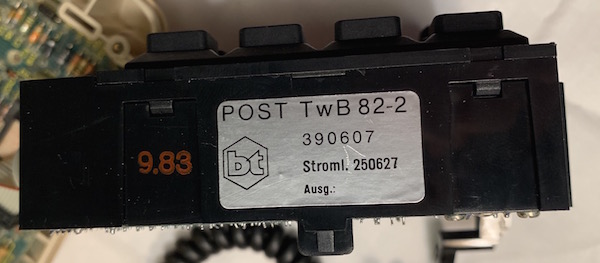 POST TwB 82-2
390607
bt
9.83
Stroml. 250627
Ausg.: